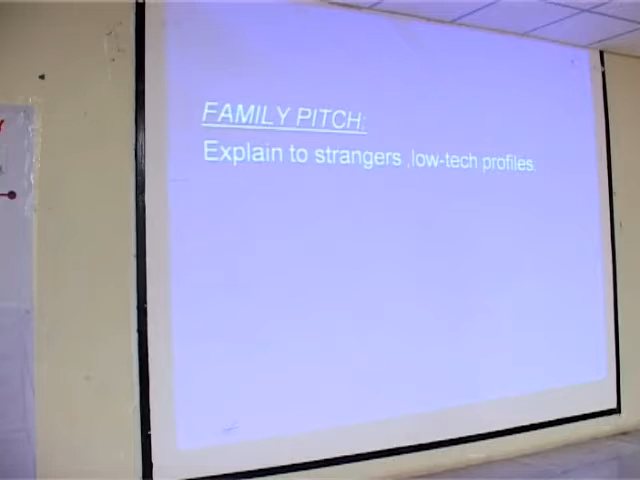 FAMILY PITCH:
Explain to strangers ,low-tech profiles.